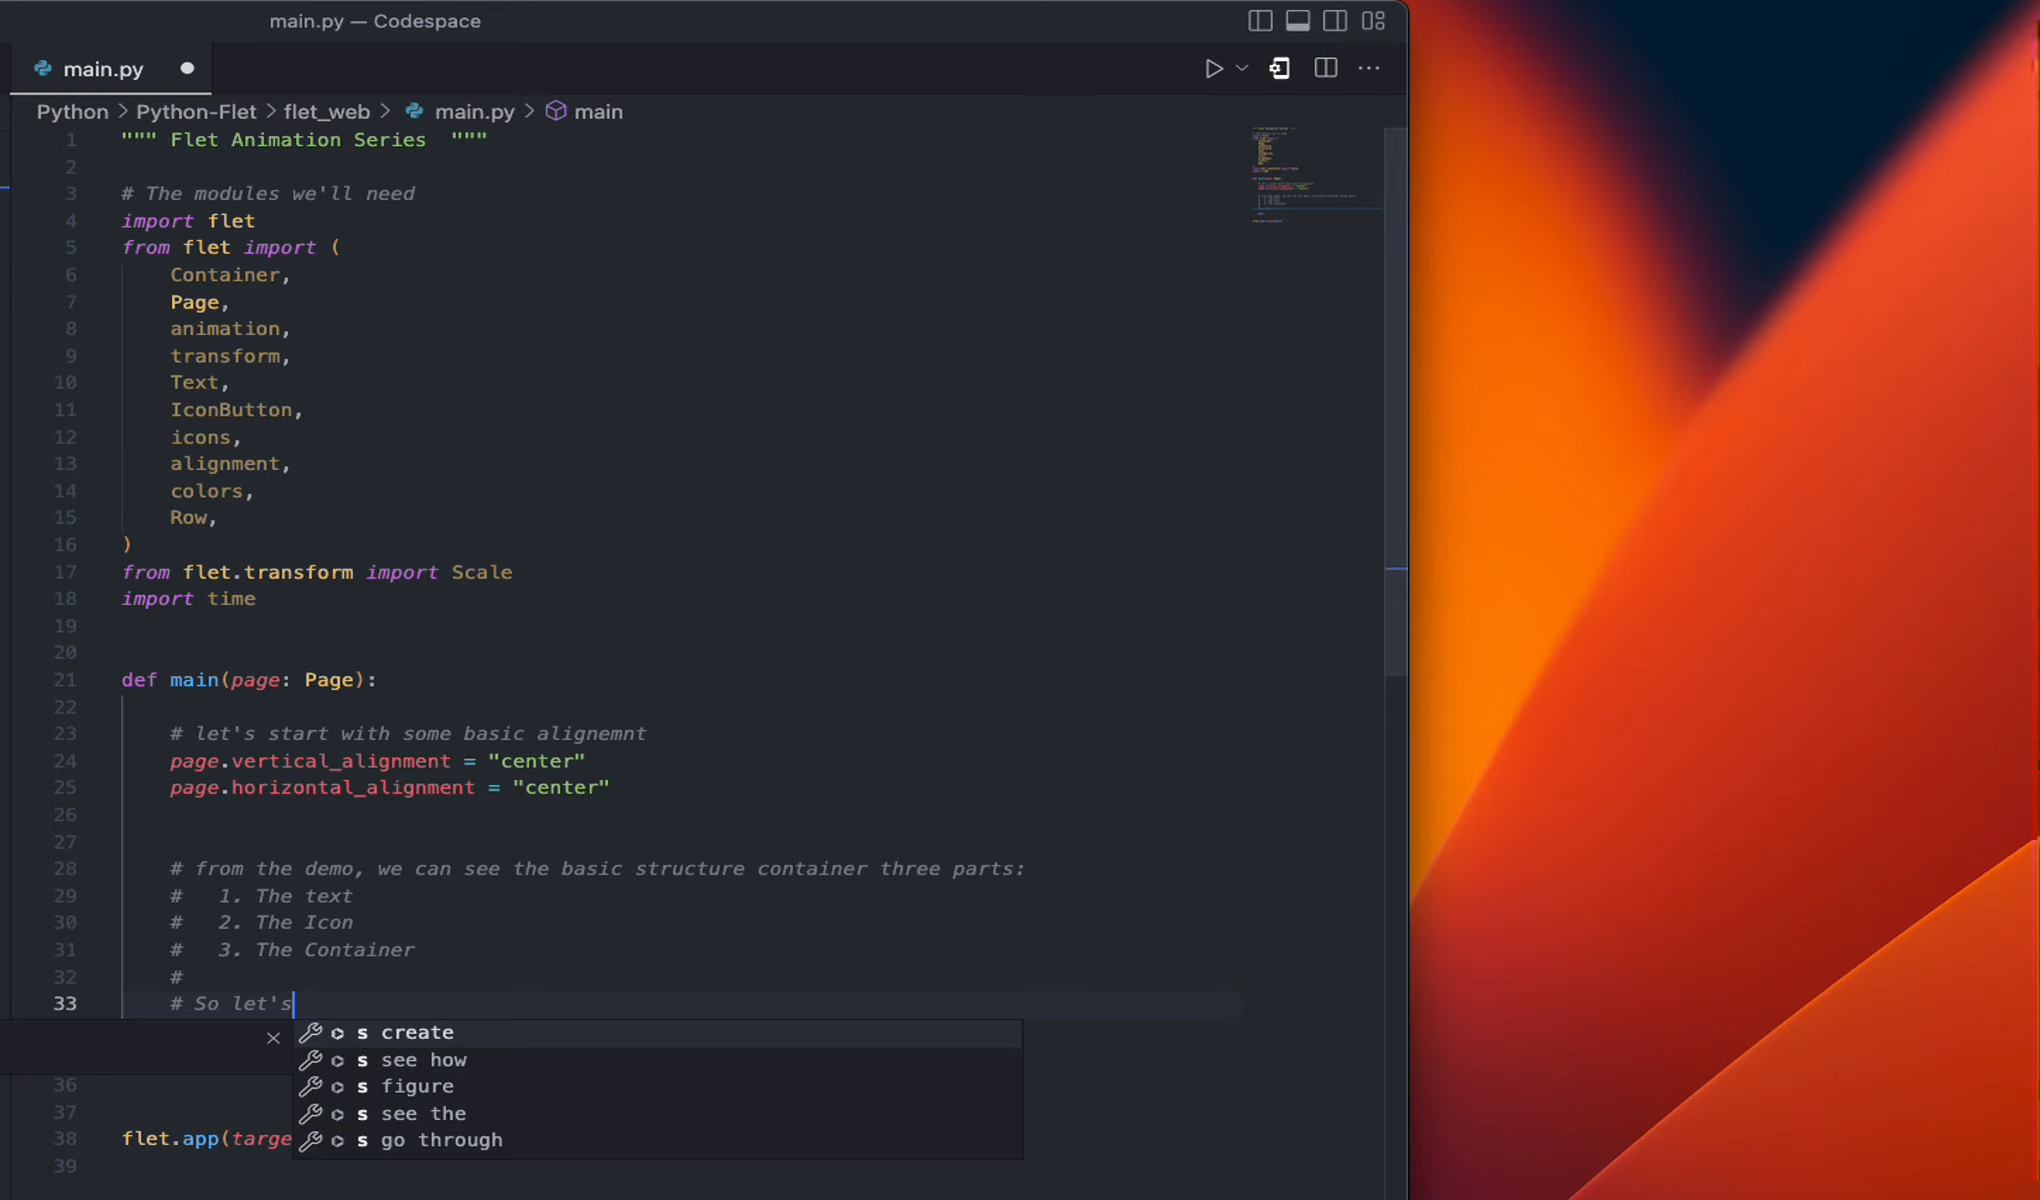 main.py — Codespace
main.py
Python > Python-Flet > flet_web > main.py > main
1 """ Flet Animation Series  """
2
3 # The modules we'll need
4 import flet
5 from flet import (
6 Container,
7 Page,
8 animation,
9 transform,
10 Text,
11 IconButton,
12 icons,
13 alignment,
14 colors,
15 Row,
16 )
17 from flet.transform import Scale
18 import time
19
20
21 def main(page: Page):
22
23 # let's start with some basic alignemnt
24 page.vertical_alignment = "center"
25 page.horizontal_alignment = "center"
26
27
28 # from the demo, we can see the basic structure container three parts:
29 #   1. The text
30 #   2. The Icon
31 #   3. The Container
32 #
33 # So let's
s create
s see how
36
s figure
37
s see the
38 flet.app(targe
s go through
39